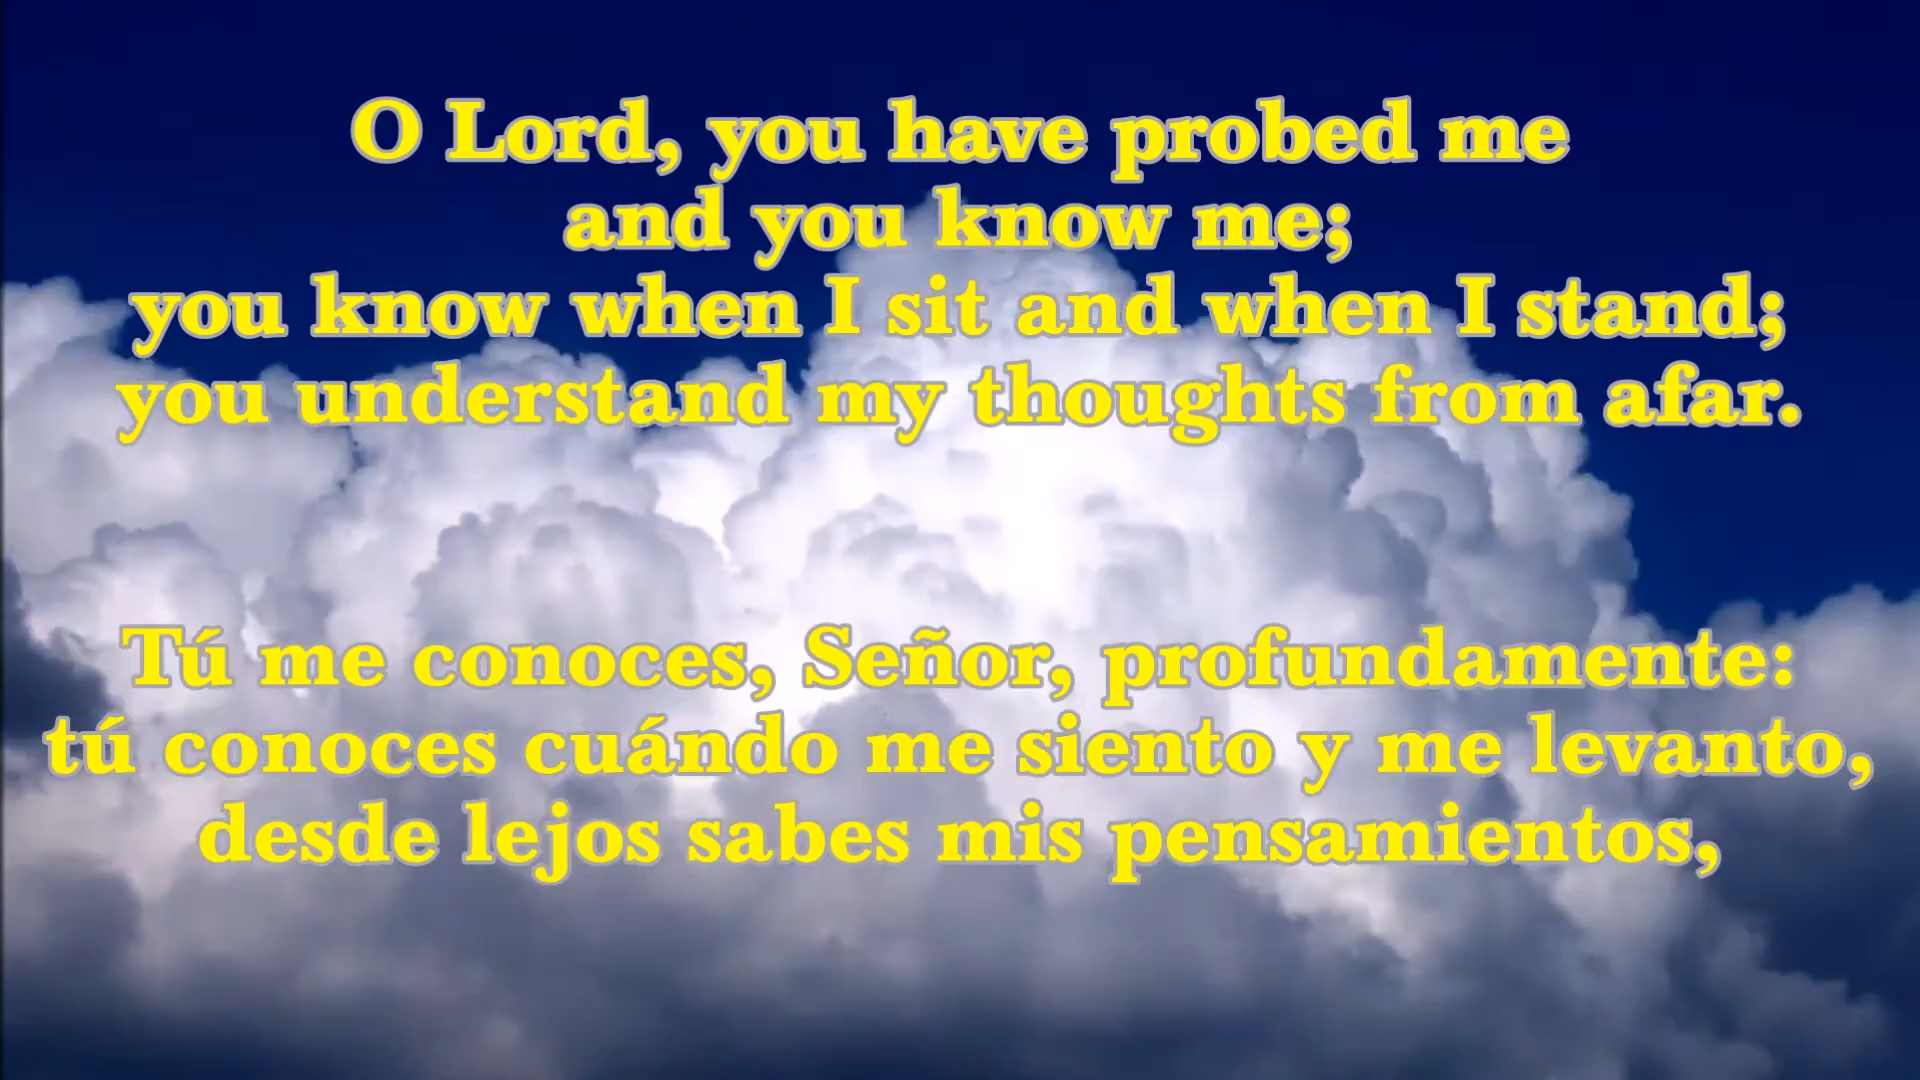 O Lord, you have probed me
and you know me;
you know when I sit and when I stand;
you understand my thoughts from afar.
Tú me conoces, Señor, profundamente:
tú conoces cuándo me siento y me levanto,
desde lejos sabes mis pensamientos,